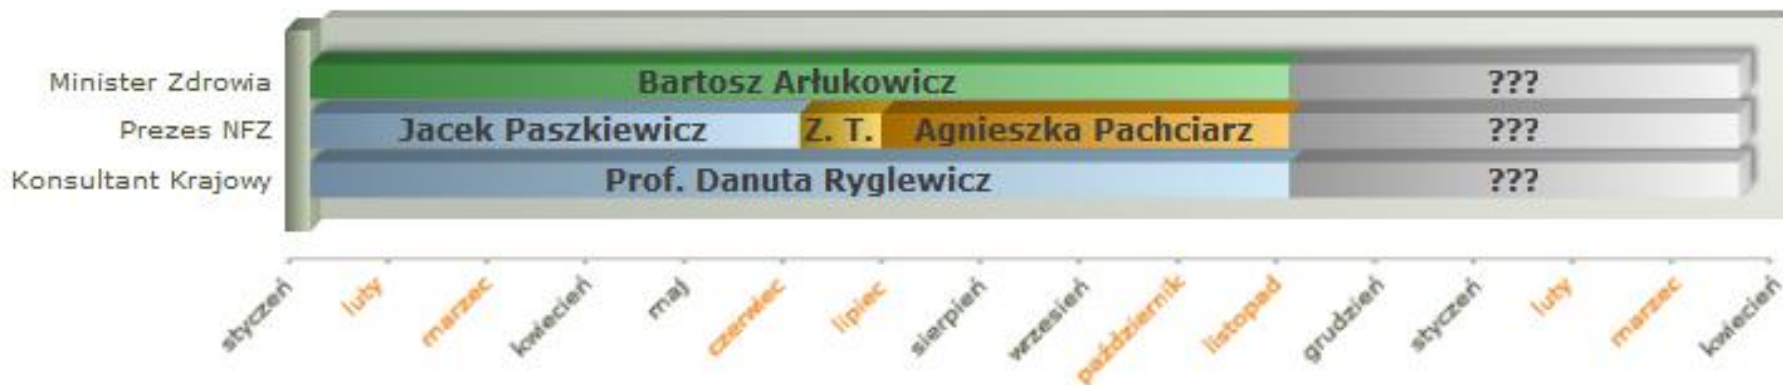 Minister Zdrowia Bartosz Arłukowicz ???
Prezes NFZ Jacek Paszkiewicz Z. T. Agnieszka Pachciarz ???
Konsultant Krajowy Prof. Danuta Ryglewicz ???
styczeń luty marzec kwiecień maj czerwiec lipiec sierpień wrzesień październik listopad grudzień styczeń luty marzec kwiecień